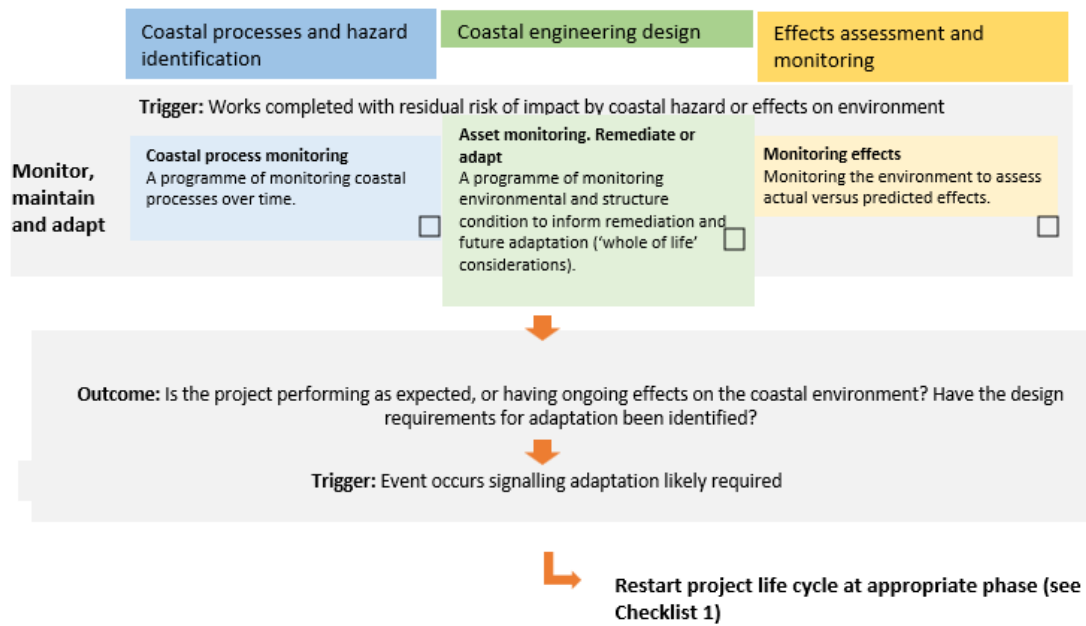 Coastal processes and hazard
identification
Coastal engineering design
Effects assessment and
monitoring
Trigger: Works completed with residual risk of impact by coastal hazard or effects on environment
Monitor,
maintain
and adapt
Coastal process monitoring
A programme of monitoring coastal
processes over time.
Asset monitoring. Remediate or
adapt
A programme of monitoring
environmental and structure
condition to inform remediation and
future adaptation (‘whole of life’
considerations).
Monitoring effects
Monitoring the environment to assess
actual versus predicted effects.
Outcome: Is the project performing as expected, or having ongoing effects on the coastal environment? Have the design
requirements for adaptation been identified?
Trigger: Event occurs signalling adaptation likely required
Restart project life cycle at appropriate phase (see
Checklist 1)